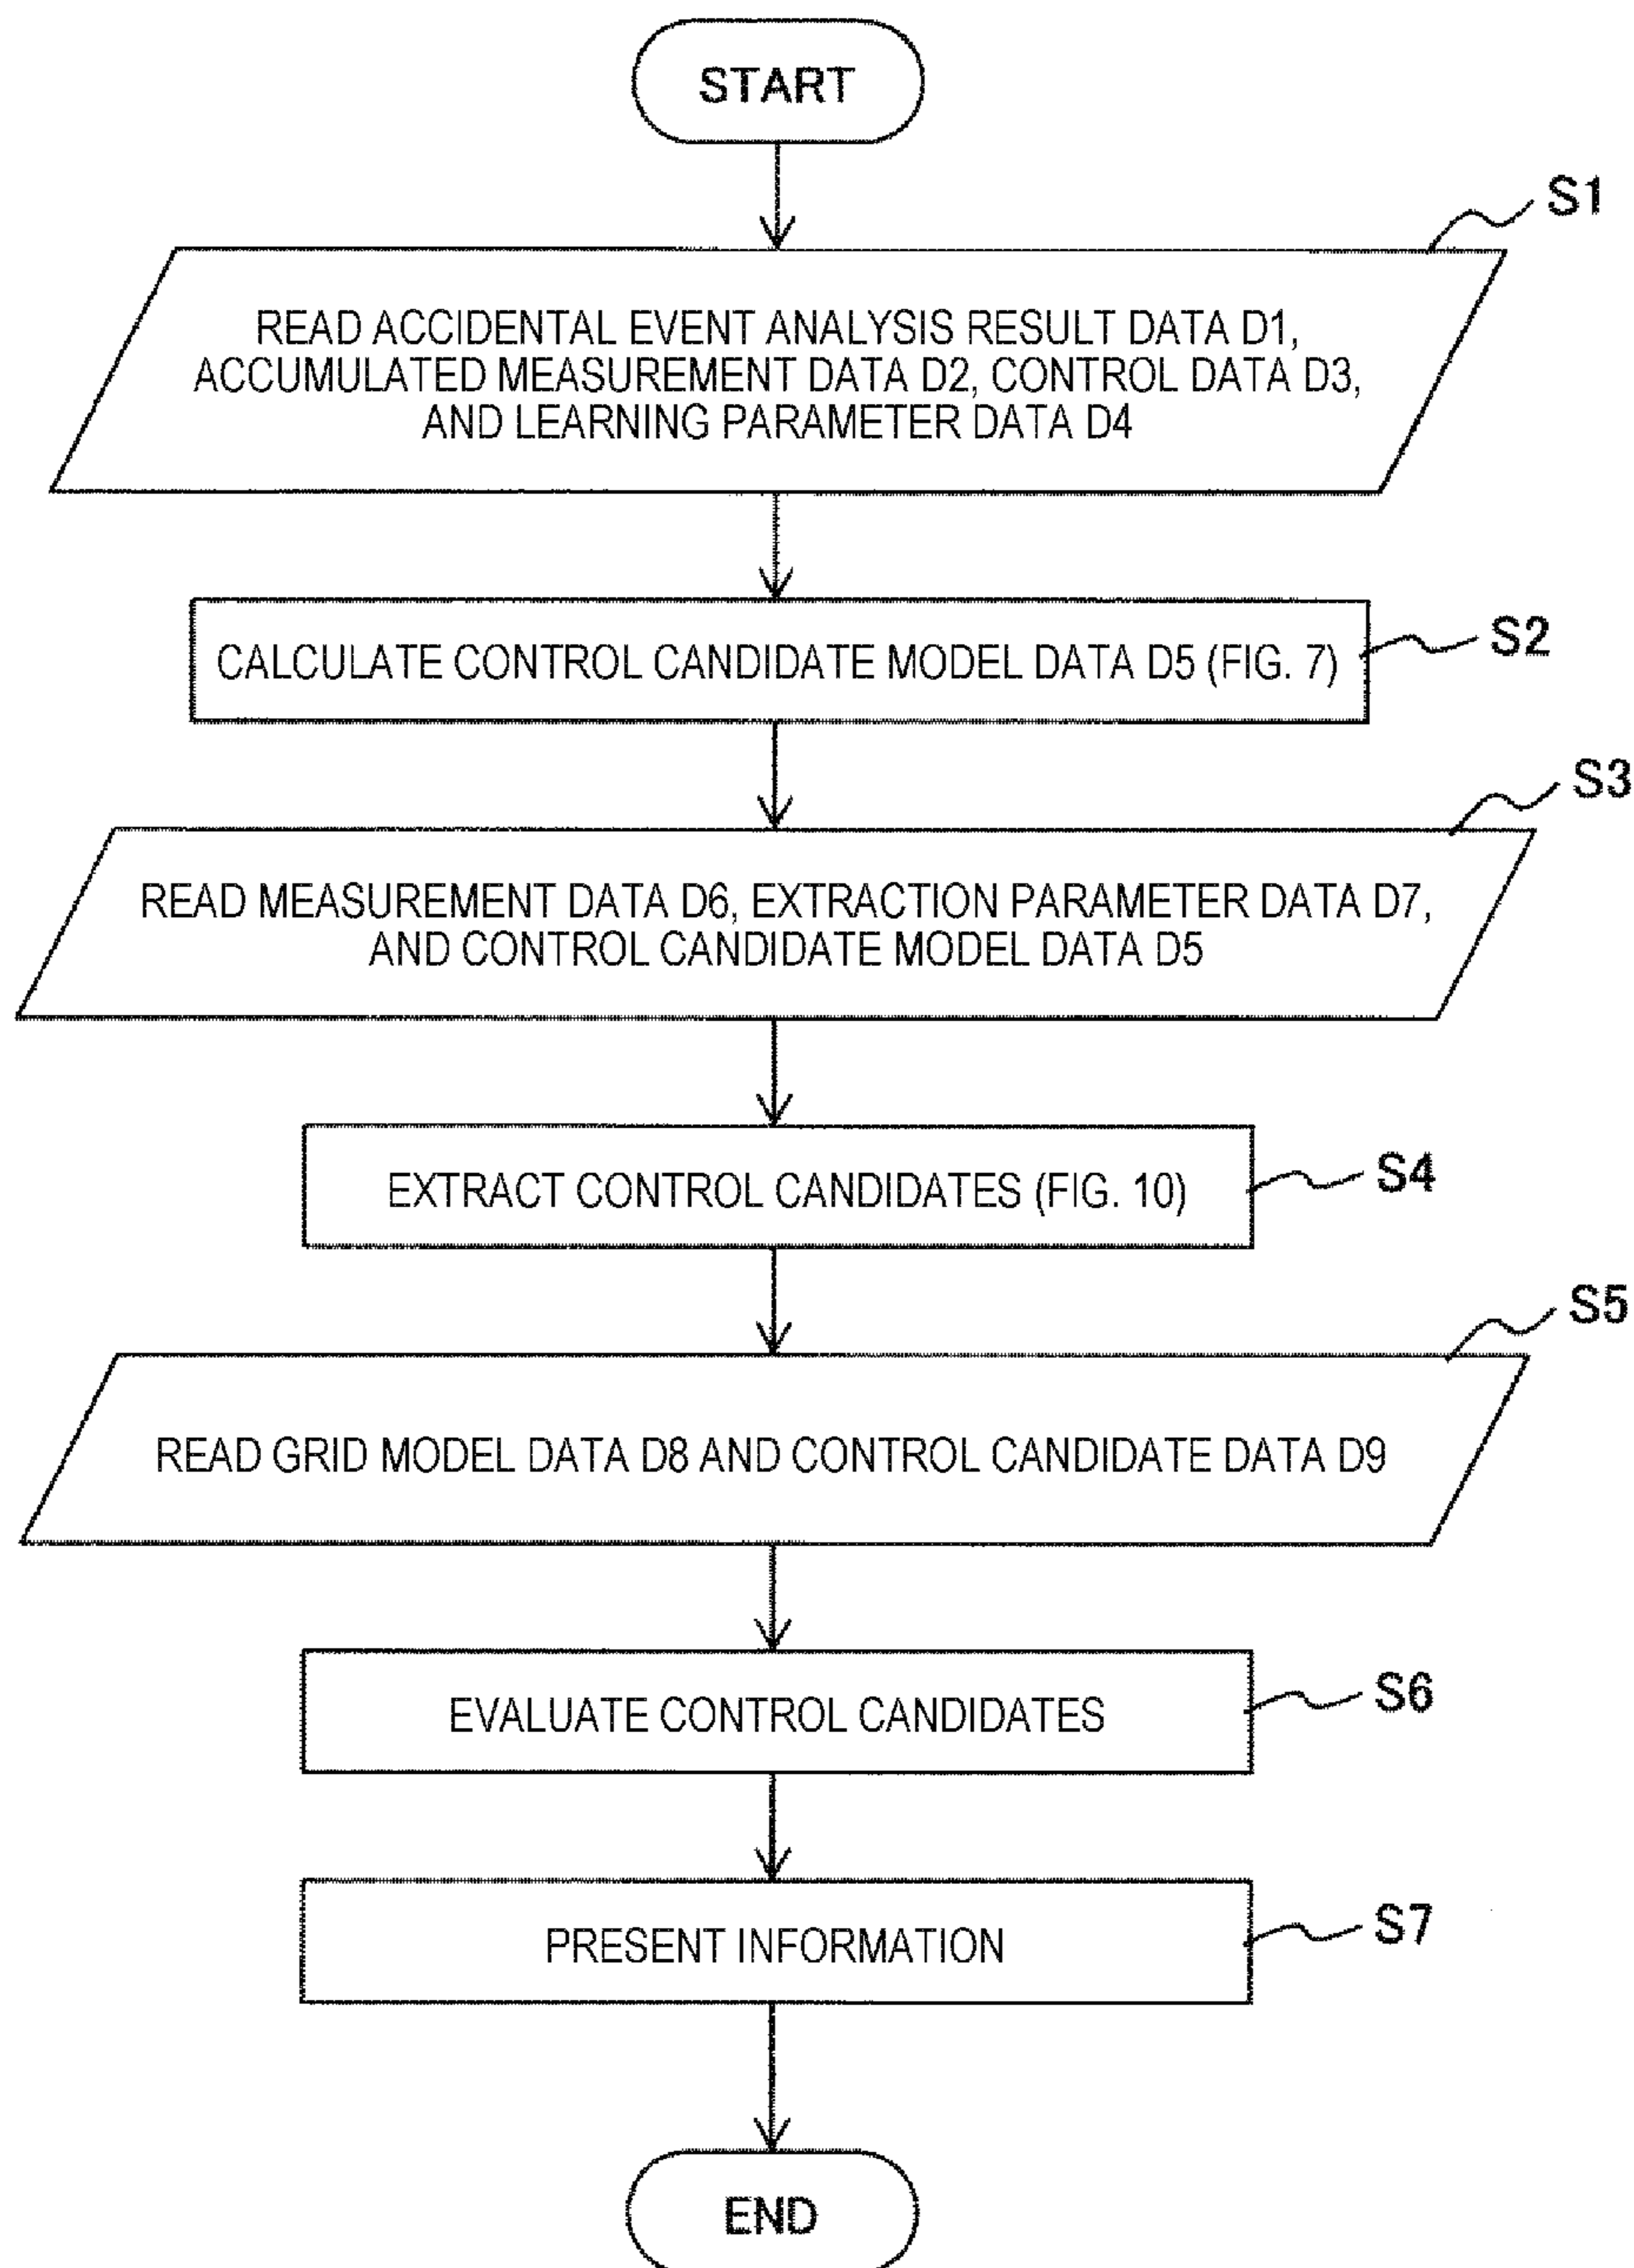 START
S1
READ ACCIDENTAL EVENT ANALYSIS RESULT DATA D1,
ACCUMULATED MEASUREMENT DATA D2, CONTROL DATA D3,
AND LEARNING PARAMETER DATA D4
S2
CALCULATE CONTROL CANDIDATE MODEL DATA D5 (FIG. 7)
S3
READ MEASUREMENT DATA D6, EXTRACTION PARAMETER DATA D7,
AND CONTROL CANDIDATE MODEL DATA D5
S4
EXTRACT CONTROL CANDIDATES (FIG. 10)
S5
READ GRID MODEL DATA D8 AND CONTROL CANDIDATE DATA D9
S6
EVALUATE CONTROL CANDIDATES
S7
PRESENT INFORMATION
END